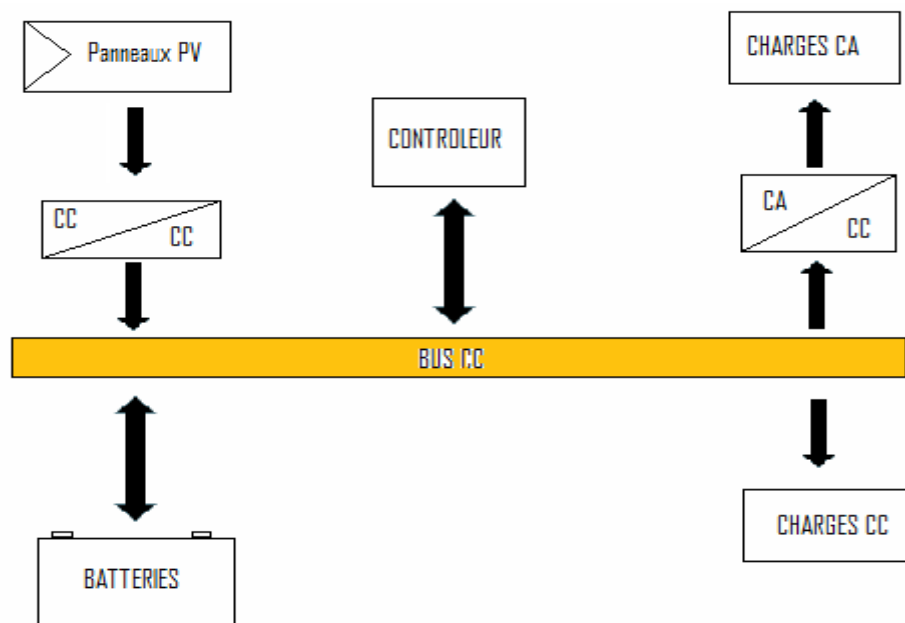 Panneaux PV
CHARGES CA
CONTROLEUR
CC
CC
CA
CC
BUS CC
BATTERIES
CHARGES CC